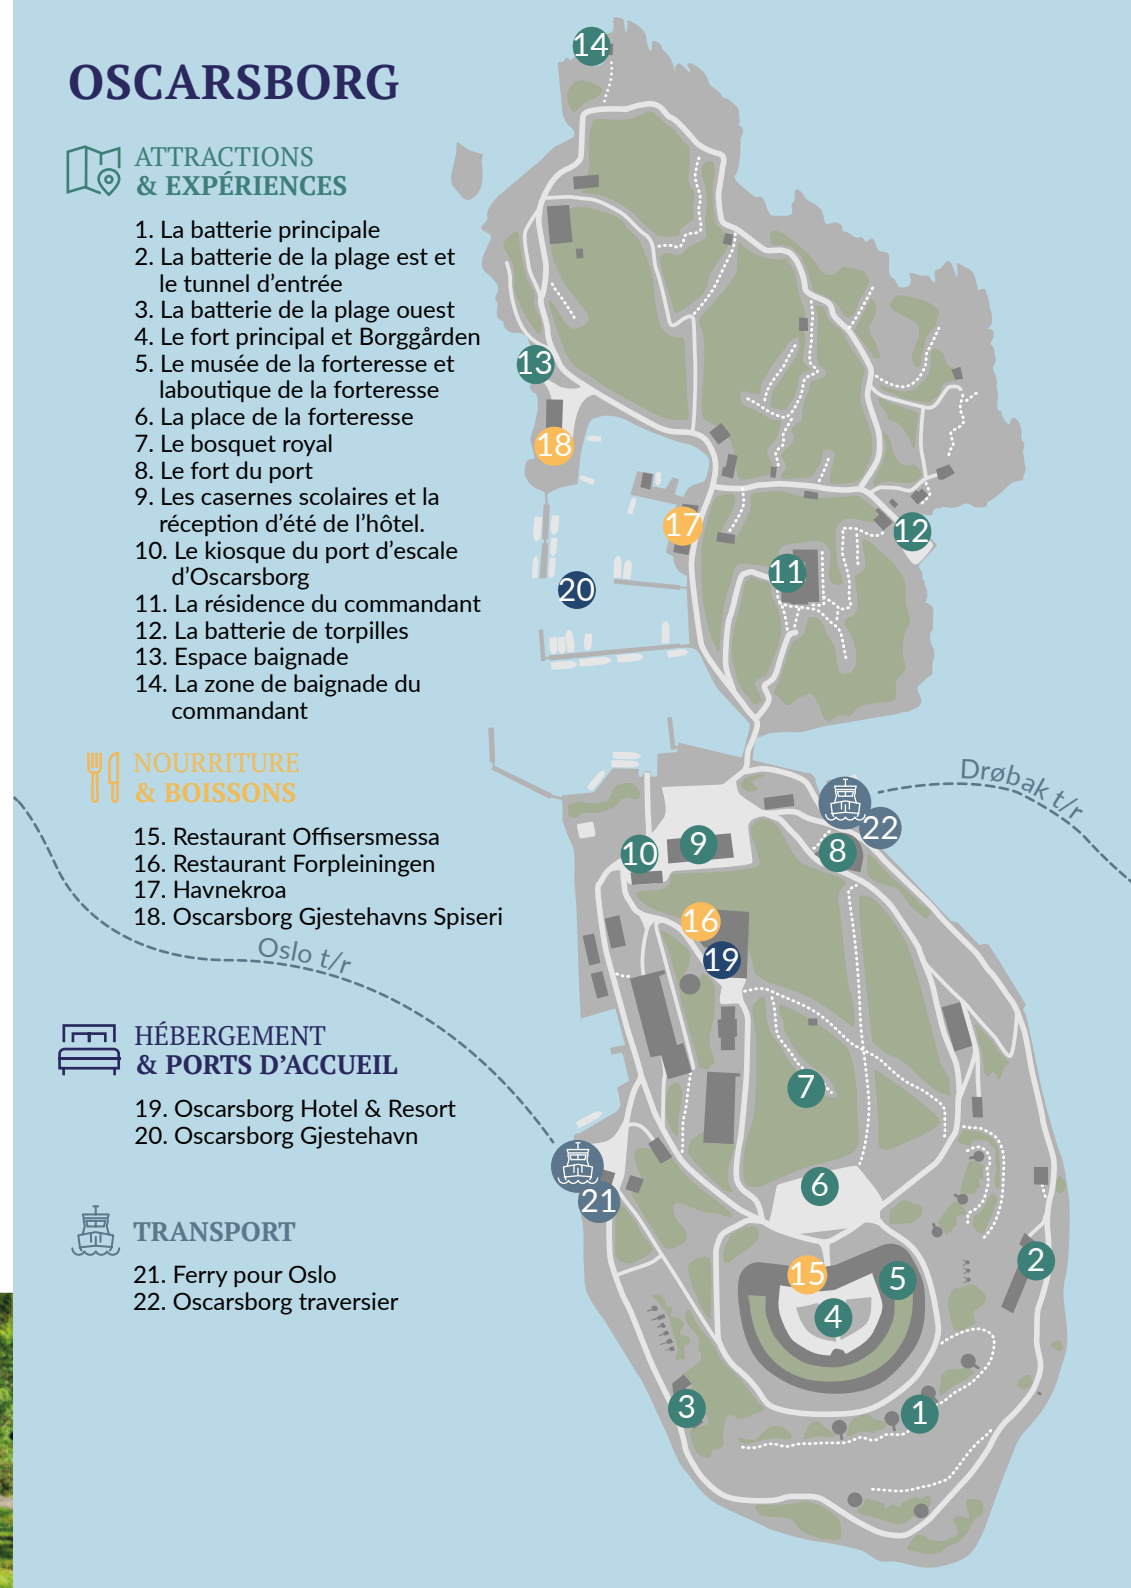 OSCARSBORG
ATTRACTIONS
& EXPÉRIENCES
1. La batterie principale
2. La batterie de la plage est et
le tunnel d’entrée
3. La batterie de la plage ouest
4. Le fort principal et Borggården
5. Le musée de la forteresse et
laboutique de la forteresse
6. La place de la forteresse
7. Le bosquet royal
8. Le fort du port
9. Les casernes scolaires et la
réception d’été de l’hôtel.
10. Le kiosque du port d’escale
d’Oscarsborg
11. La résidence du commandant
12. La batterie de torpilles
13. Espace baignade
14. La zone de baignade du
commandant
NOURRITURE
& BOISSONS
15. Restaurant Offisersmessa
16. Restaurant Forpleiningen
17. Havnekroa
18. Oscarsborg Gjestehavns Spiseri
Oslo t/r
HÉBERGEMENT
& PORTS D’ACCUEIL
19. Oscarsborg Hotel & Resort
20. Oscarsborg Gjestehavn
TRANSPORT
21. Ferry pour Oslo
22. Oscarsborg traversier
14
13
18
17
12
11
20
Drøbak t/r
22
10
9
8
16
19
7
6
21
2
15
5
4
3
1